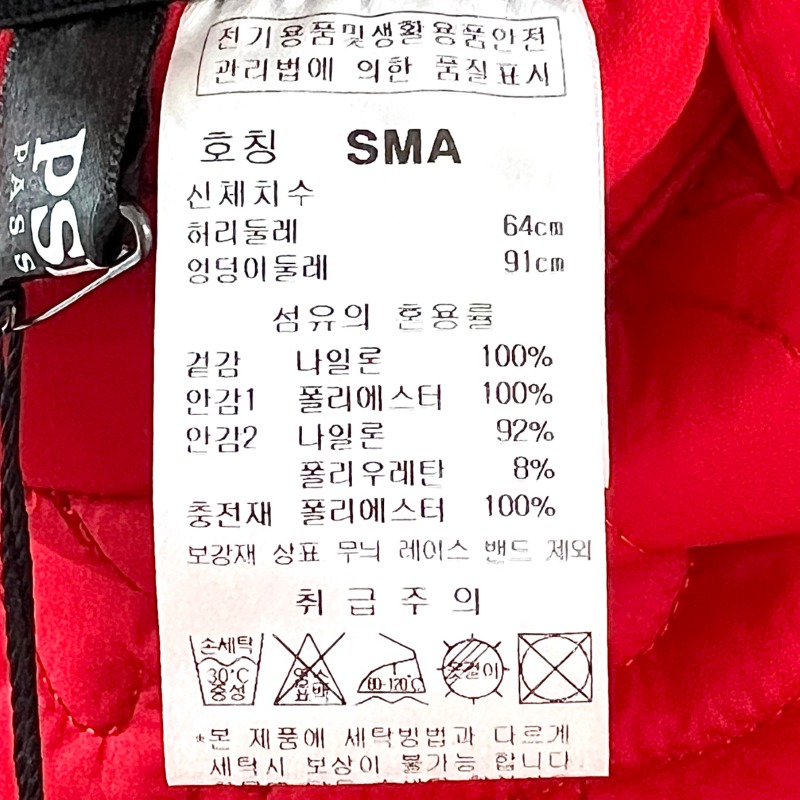 전기용품및생활용품안전
관리법에 의한 품질표시
호칭 SMA
신체치수
허리둘레 64cm
엉덩이둘레 91cm
섬유의 혼용률
겉감 나일론 100%
안감1 폴리에스터 100%
안감2 나일론 92%
폴리우레탄 8%
충전재 폴리에스터 100%
보강재 상표 무늬 레이스 밴드 제외
취급주의
손세탁
30℃
중성
염소
표백
80-120℃
옷걸이
*본 제품에 세탁방법과 다르게
세탁시 보상이 불가능 합니다
PS
PASS